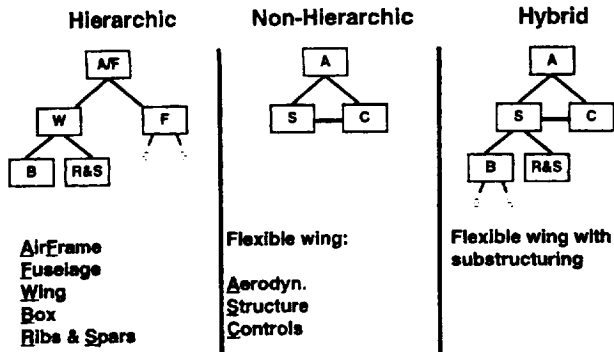 Hierarchic
A/F
W
F
B
R&S
AirFrame
Fuselage
Wing
Box
Ribs & Spars
Non-Hierarchic
A
S
C
Flexible wing:
Aerodyn.
Structure
Controls
Hybrid
A
S
C
B
R&S
Flexible wing with
substructuring